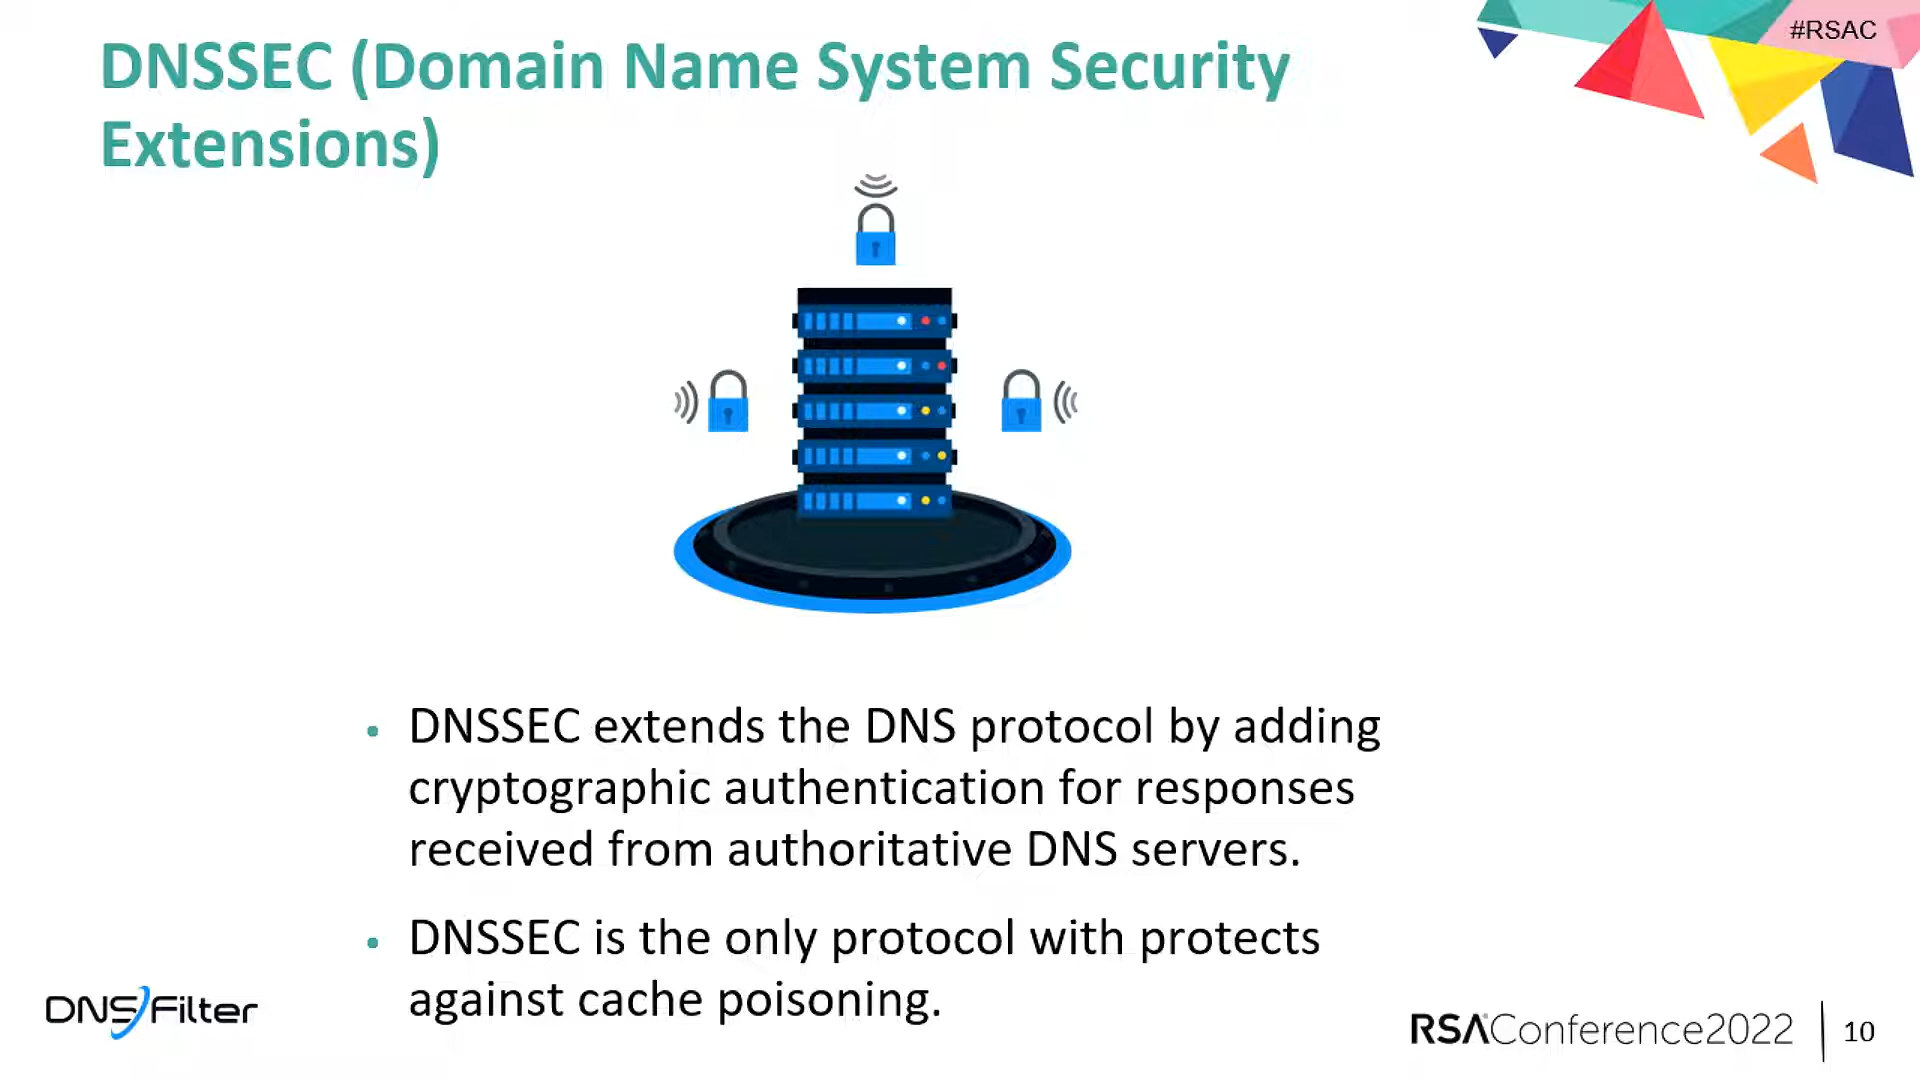 #RSAC
DNSSEC (Domain Name System Security
Extensions)
• DNSSEC extends the DNS protocol by adding
cryptographic authentication for responses
received from authoritative DNS servers.
• DNSSEC is the only protocol with protects
against cache poisoning.
DNSFilter
RSAConference2022
10